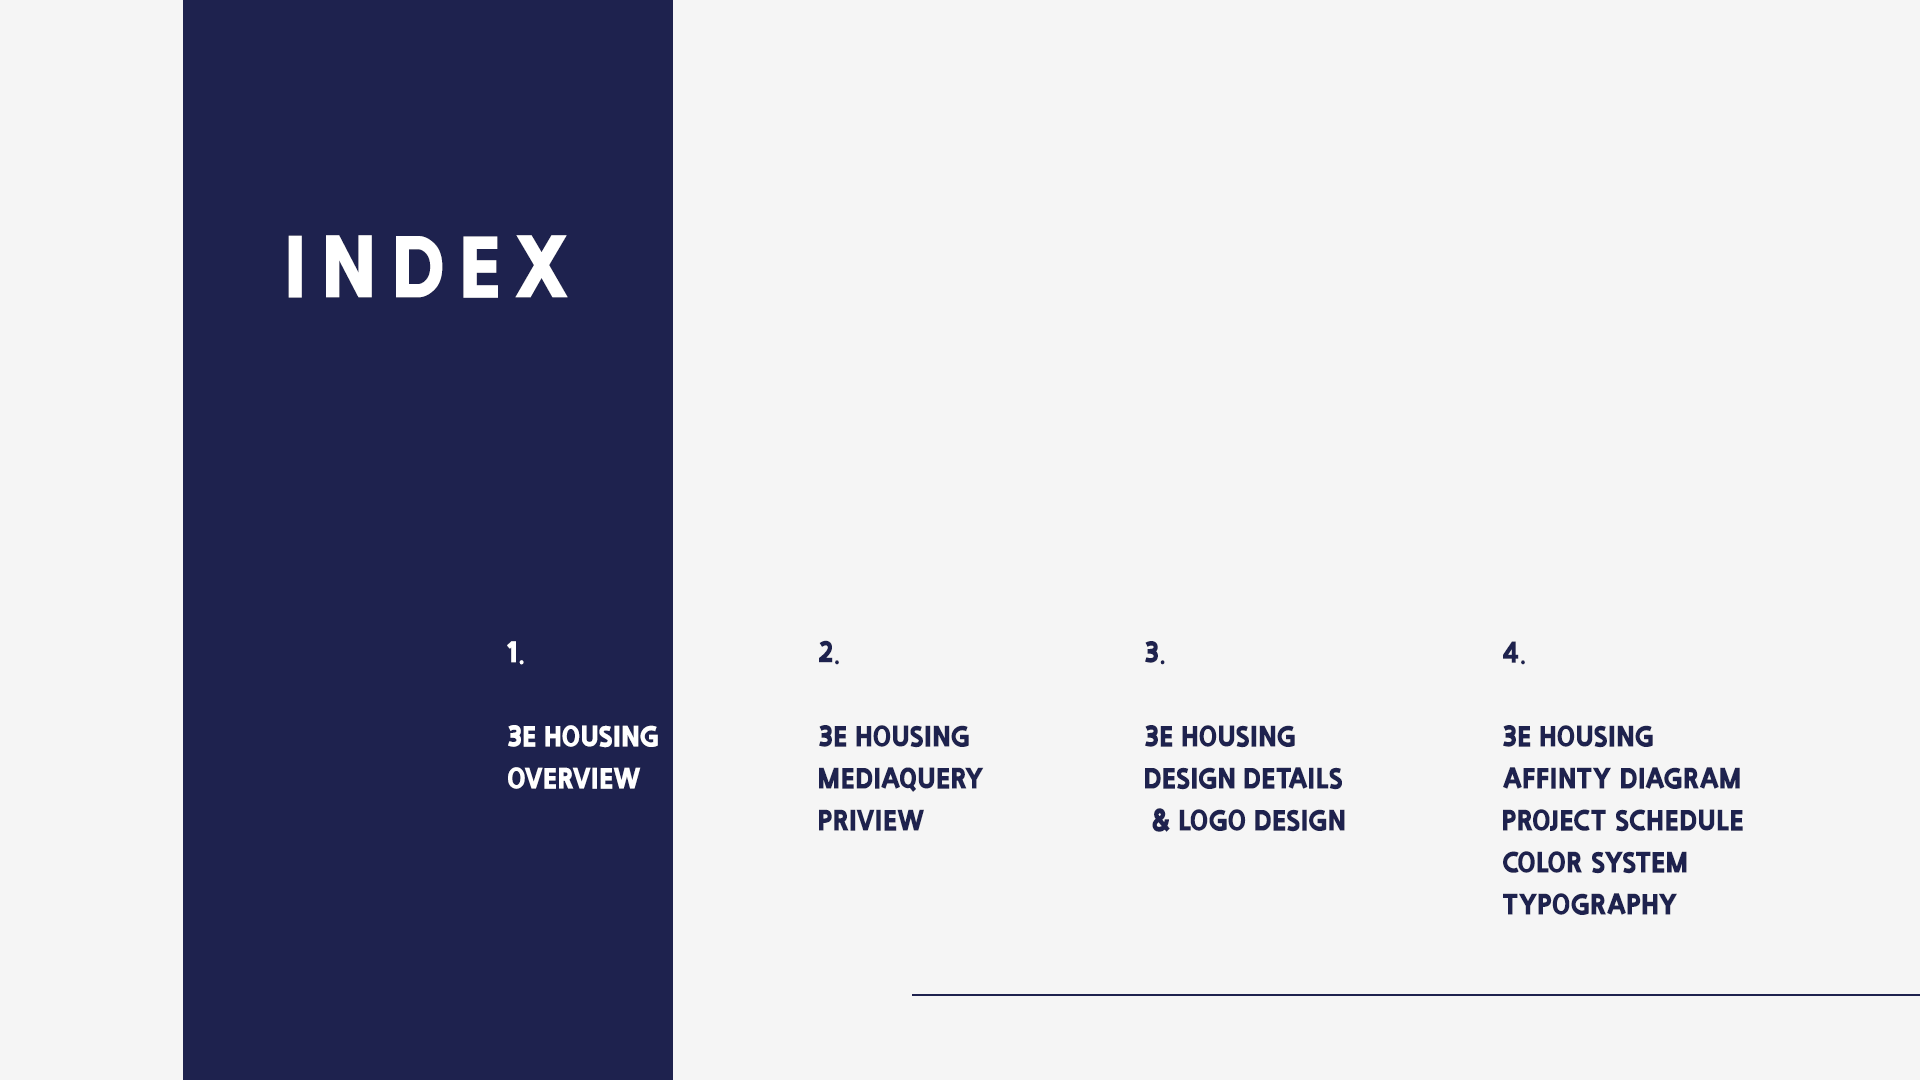 INDEX
1.
3E HOUSING
OVERVIEW
2.
3E HOUSING
MEDIAQUERY
PRIVIEW
3.
3E HOUSING
DESIGN DETAILS
& LOGO DESIGN
4.
3E HOUSING
AFFINTY DIAGRAM
PROJECT SCHEDULE
COLOR SYSTEM
TYPOGRAPHY